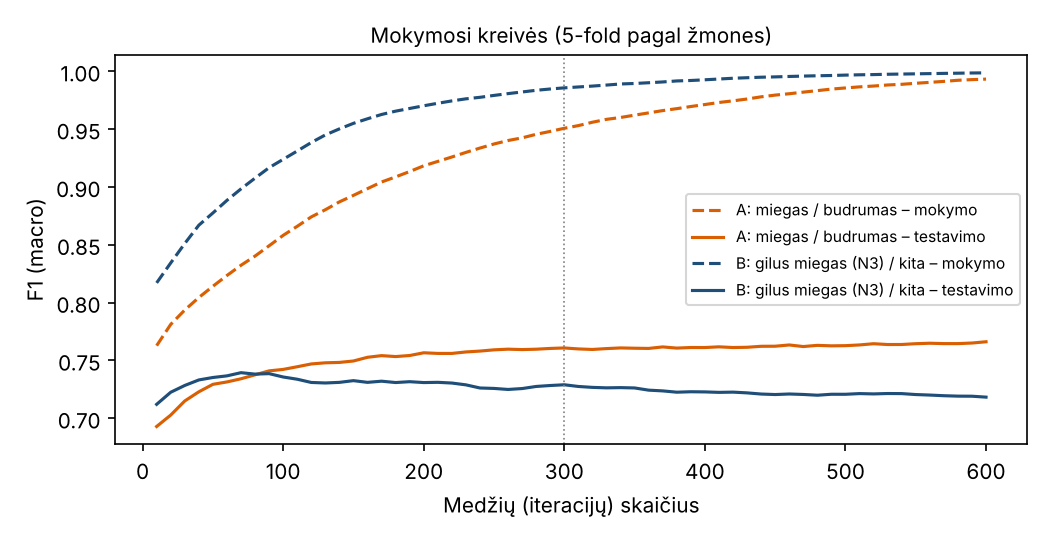 Mokymosi kreivės (5-fold pagal žmones)
F1 (macro)
1.00
0.95
0.90
0.85
0.80
0.75
0.70
A: miegas / budrumas – mokymo
A: miegas / budrumas – testavimo
B: gilus miegas (N3) / kita – mokymo
B: gilus miegas (N3) / kita – testavimo
0 100 200 300 400 500 600
Medžių (iteracijų) skaičius